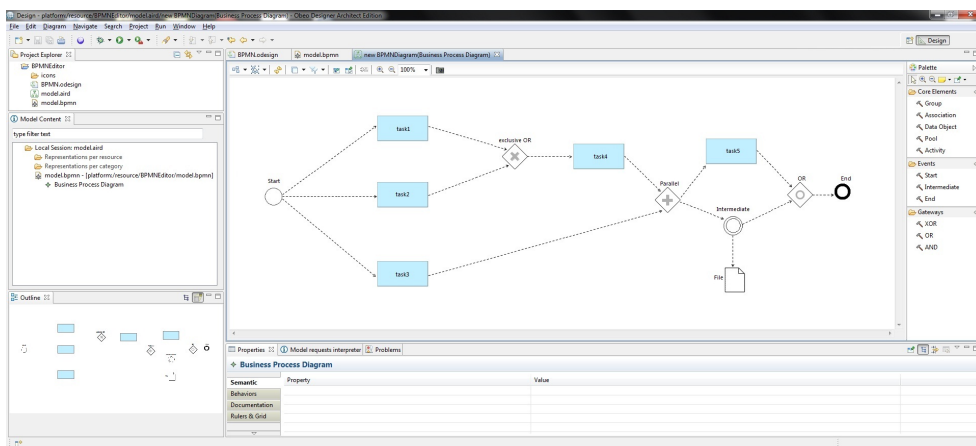 Design - platform/resource/BPMNEditor/model.aird/new BPMNDiagram(Business Process Diagram) - Obeo Designer Architect Edition
File Edit Diagram Navigate Search Project Run Window Help
Design
Project Explorer
BPMNEditor
icons
BPMN.odesign
model.aird
model.bpmn
Model Content
type filter text
Local Session: model.aird
Representations per resource
Representations per category
model.bpmn - [platform/resource/BPMNEditor/model.bpmn]
Business Process Diagram
Outline
BPMN.odesign model.bpmn new BPMNDiagram(Business Process Diagram)
100%
task1
exclusive OR
task4
task5
Start
task2
Parallel
OR
End
Intermediate
task3
File
Palette
Core Elements
Group
Association
Data Object
Pool
Activity
Events
Start
Intermediate
End
Gateways
XOR
OR
AND
Properties Model requests interpreter Problems
Business Process Diagram
Semantic Property Value
Behaviors
Documentation
Rulers & Grid